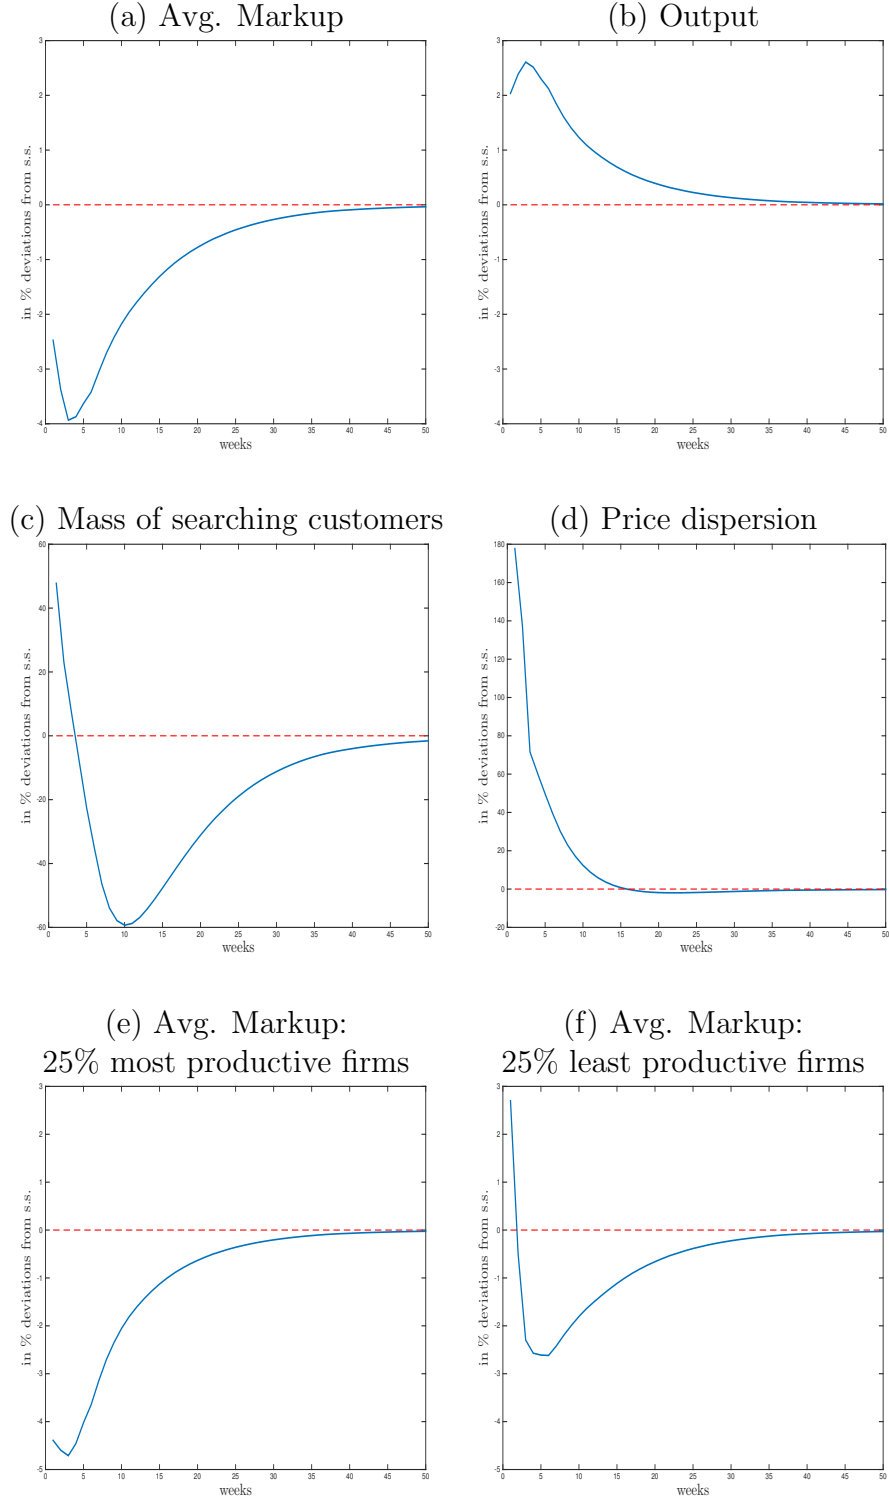 (a) Avg. Markup
in % deviations from s.s.
3
2
1
0
-1
-2
-3
-4
0 5 10 15 20 25 30 35 40 45 50
weeks
(b) Output
in % deviations from s.s.
3
2
1
0
-1
-2
-3
-4
0 5 10 15 20 25 30 35 40 45 50
weeks
(c) Mass of searching customers
in % deviations from s.s.
60
40
20
0
-20
-40
-60
0 5 10 15 20 25 30 35 40 45 50
weeks
(d) Price dispersion
in % deviations from s.s.
180
160
140
120
100
80
60
40
20
0
-20
0 5 10 15 20 25 30 35 40 45 50
weeks
(e) Avg. Markup:
25% most productive firms
in % deviations from s.s.
3
2
1
0
-1
-2
-3
-4
-5
0 5 10 15 20 25 30 35 40 45 50
weeks
(f) Avg. Markup:
25% least productive firms
in % deviations from s.s.
3
2
1
0
-1
-2
-3
-4
-5
0 5 10 15 20 25 30 35 40 45 50
weeks